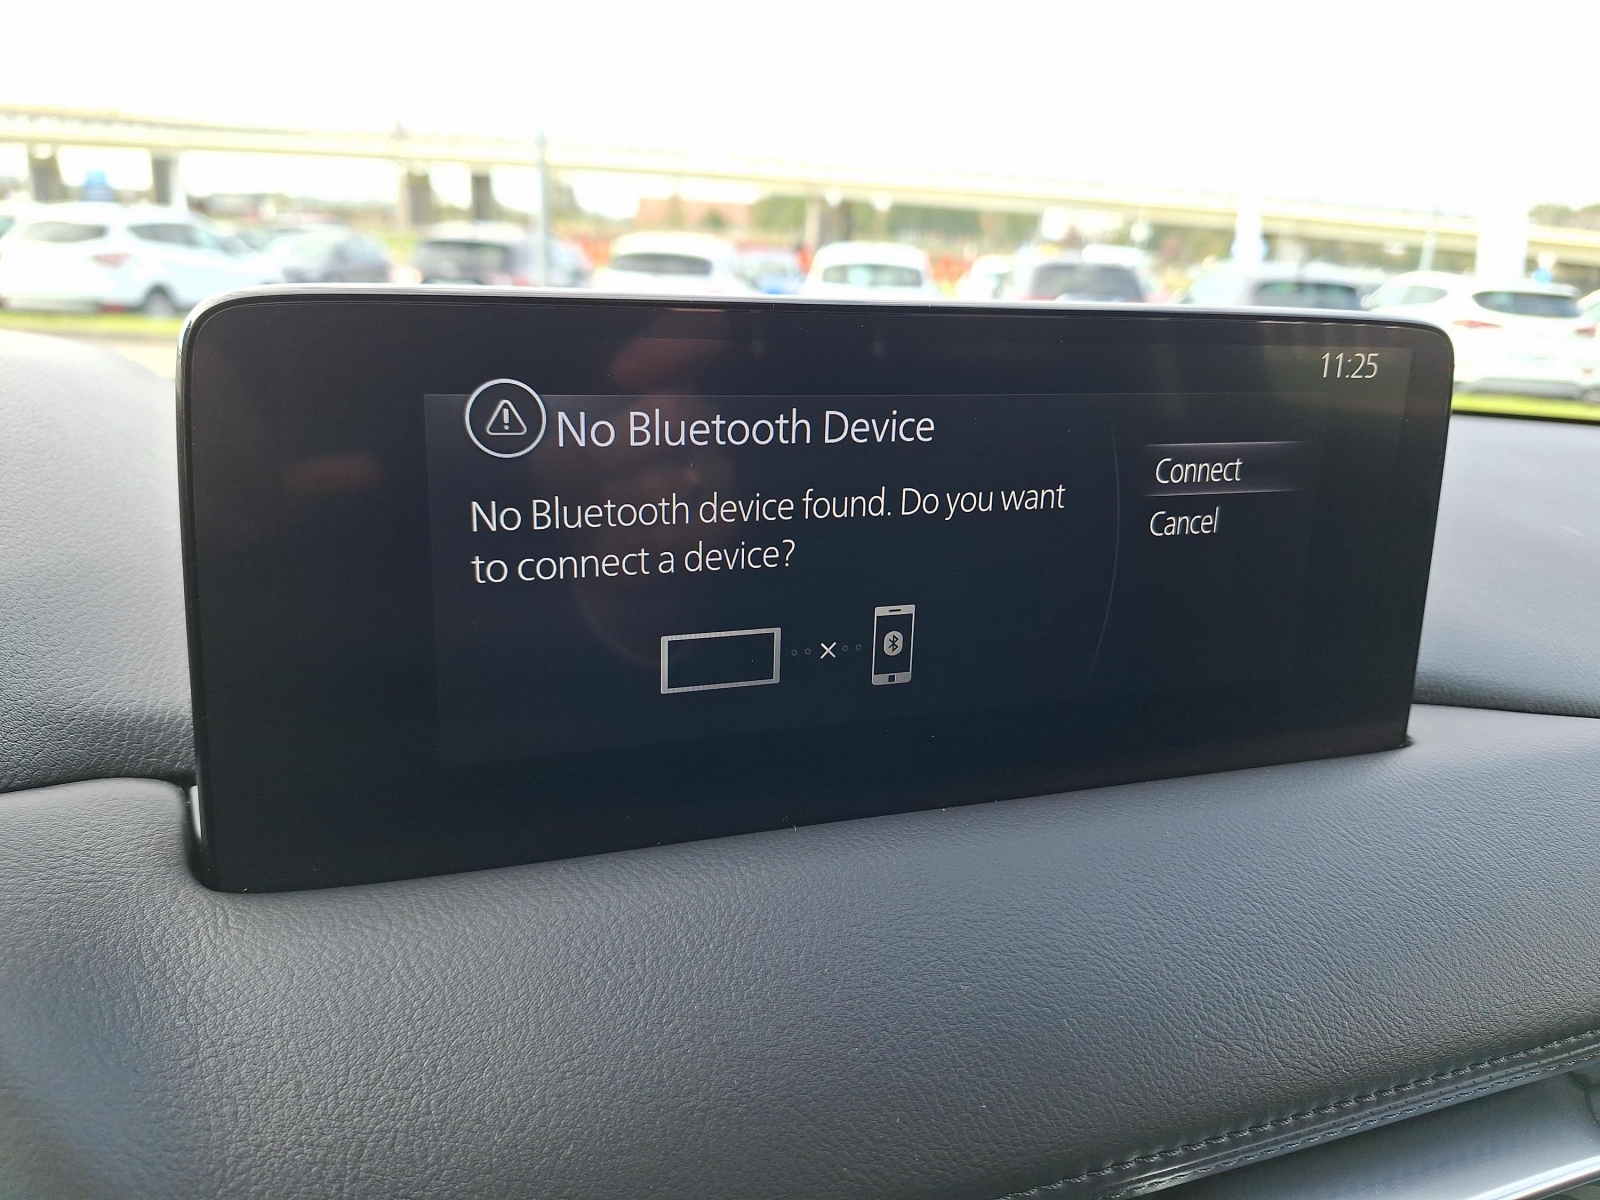 11:25
No Bluetooth Device
No Bluetooth device found. Do you want
to connect a device?
Connect
Cancel